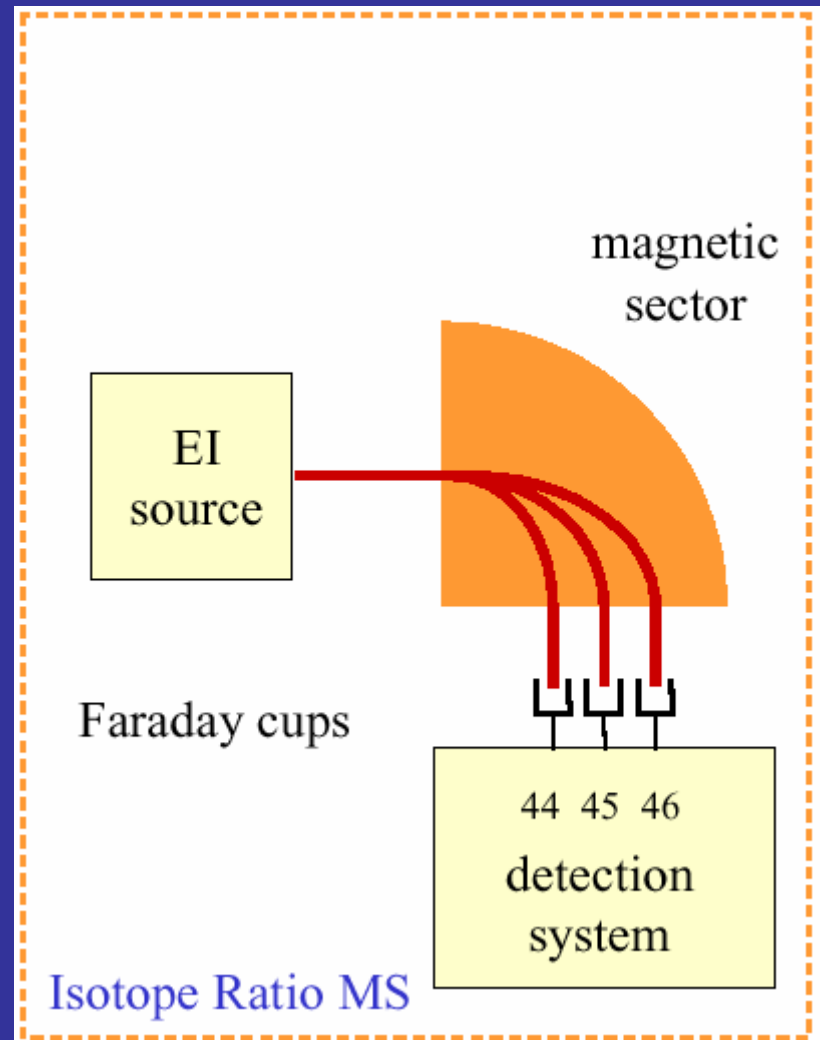 magnetic
sector
EI
source
Faraday cups
44 45 46
detection
system
Isotope Ratio MS